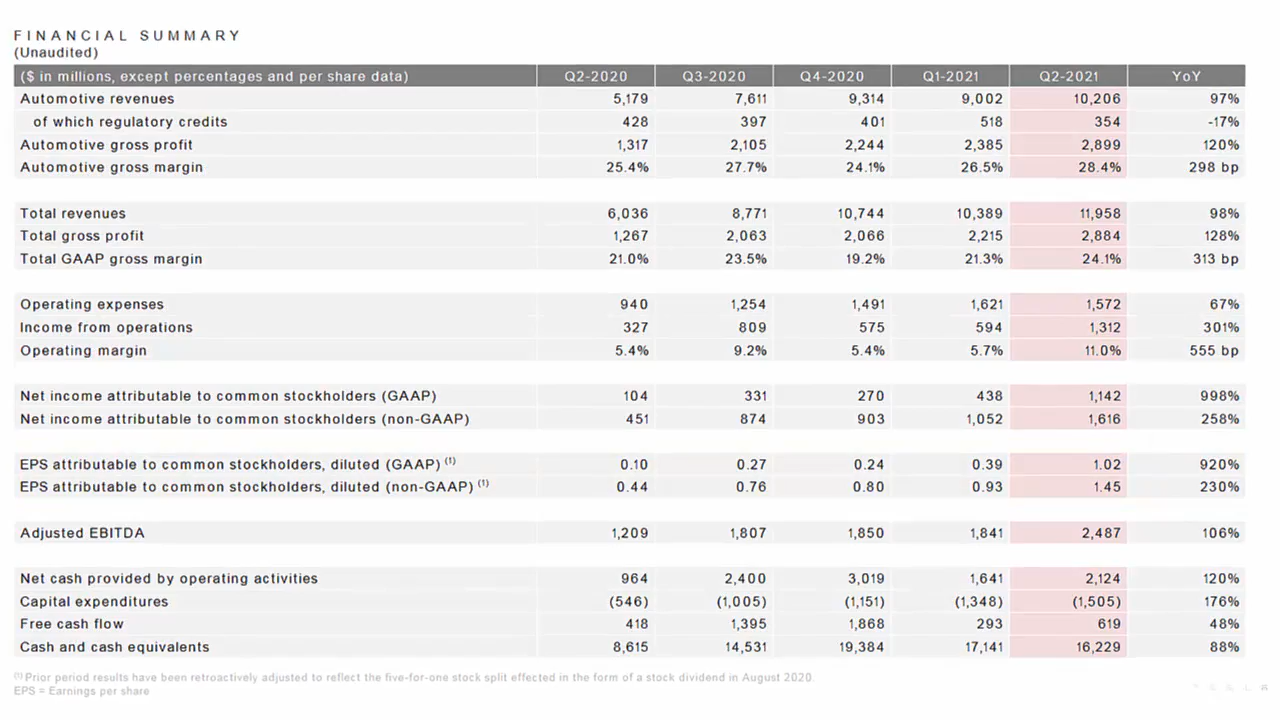 FINANCIAL SUMMARY
(Unaudited)
($ in millions, except percentages and per share data) Q2-2020 Q3-2020 Q4-2020 Q1-2021 Q2-2021 YoY
Automotive revenues 5,179 7,611 9,314 9,002 10,206 97%
of which regulatory credits 428 397 401 518 354 -17%
Automotive gross profit 1,317 2,105 2,244 2,385 2,899 120%
Automotive gross margin 25.4% 27.7% 24.1% 26.5% 28.4% 298 bp
Total revenues 6,036 8,771 10,744 10,389 11,958 98%
Total gross profit 1,267 2,063 2,066 2,215 2,884 128%
Total GAAP gross margin 21.0% 23.5% 19.2% 21.3% 24.1% 313 bp
Operating expenses 940 1,254 1,491 1,621 1,572 67%
Income from operations 327 809 575 594 1,312 301%
Operating margin 5.4% 9.2% 5.4% 5.7% 11.0% 555 bp
Net income attributable to common stockholders (GAAP) 104 331 270 438 1,142 998%
Net income attributable to common stockholders (non-GAAP) 451 874 903 1,052 1,616 258%
EPS attributable to common stockholders, diluted (GAAP) (1) 0.10 0.27 0.24 0.39 1.02 920%
EPS attributable to common stockholders, diluted (non-GAAP) (1) 0.44 0.76 0.80 0.93 1.45 230%
Adjusted EBITDA 1,209 1,807 1,850 1,841 2,487 106%
Net cash provided by operating activities 964 2,400 3,019 1,641 2,124 120%
Capital expenditures (546) (1,005) (1,151) (1,348) (1,505) 176%
Free cash flow 418 1,395 1,868 293 619 48%
Cash and cash equivalents 8,615 14,531 19,384 17,141 16,229 88%
(1) Prior period results have been retroactively adjusted to reflect the five-for-one stock split effected in the form of a stock dividend in August 2020.
EPS = Earnings per share